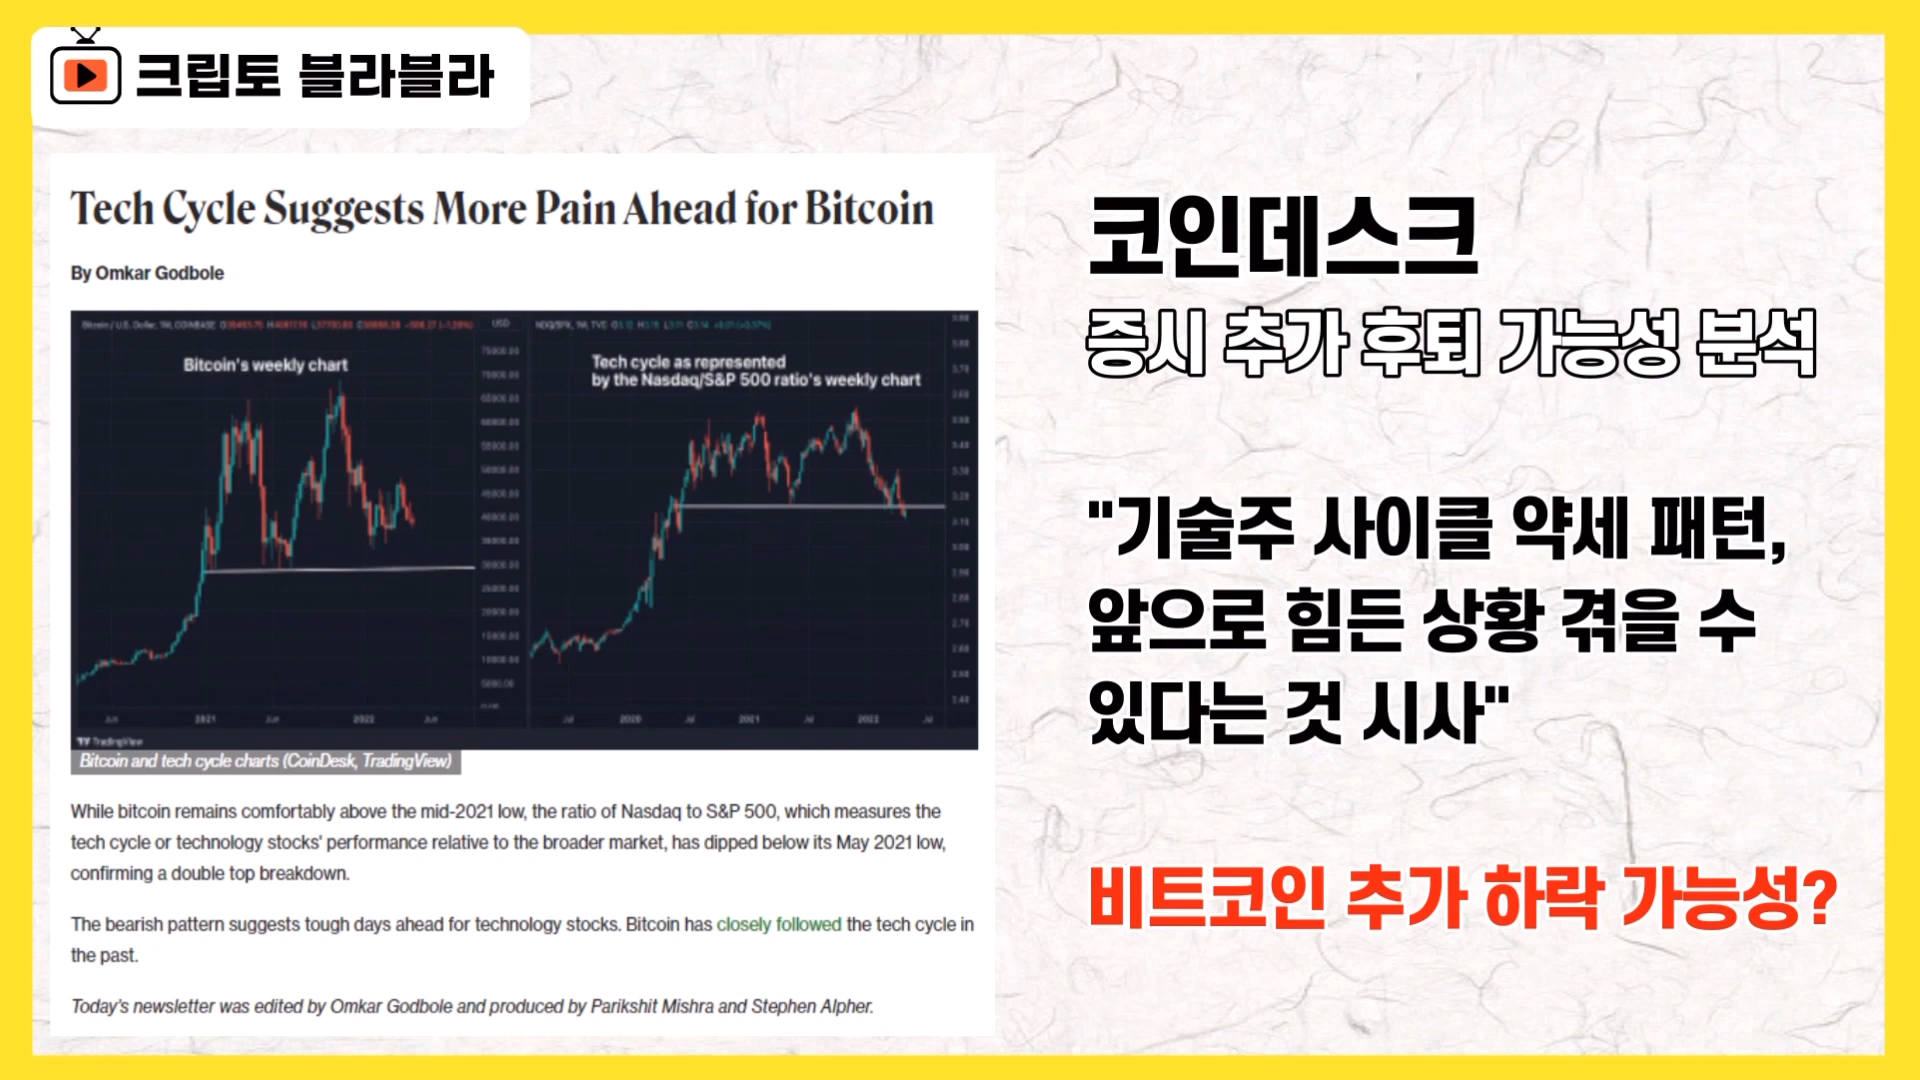 크립토 블라블라
Tech Cycle Suggests More Pain Ahead for Bitcoin
By Omkar Godbole
Bitcoin's weekly chart
Tech cycle as represented
by the Nasdaq/S&P 500 ratio's weekly chart
USD
Jun
2021
Jun
2022
Jun
Jul
2020
Jul
2021
Jul
2022
Jul
TradingView
Bitcoin and tech cycle charts (CoinDesk, TradingView)
While bitcoin remains comfortably above the mid-2021 low, the ratio of Nasdaq to S&P 500, which measures the
tech cycle or technology stocks' performance relative to the broader market, has dipped below its May 2021 low,
confirming a double top breakdown.
The bearish pattern suggests tough days ahead for technology stocks. Bitcoin has closely followed the tech cycle in
the past.
Today's newsletter was edited by Omkar Godbole and produced by Parikshit Mishra and Stephen Alpher.
코인데스크
증시 추가 후퇴 가능성 분석
"기술주 사이클 약세 패턴,
앞으로 힘든 상황 겪을 수
있다는 것 시사"
비트코인 추가 하락 가능성?